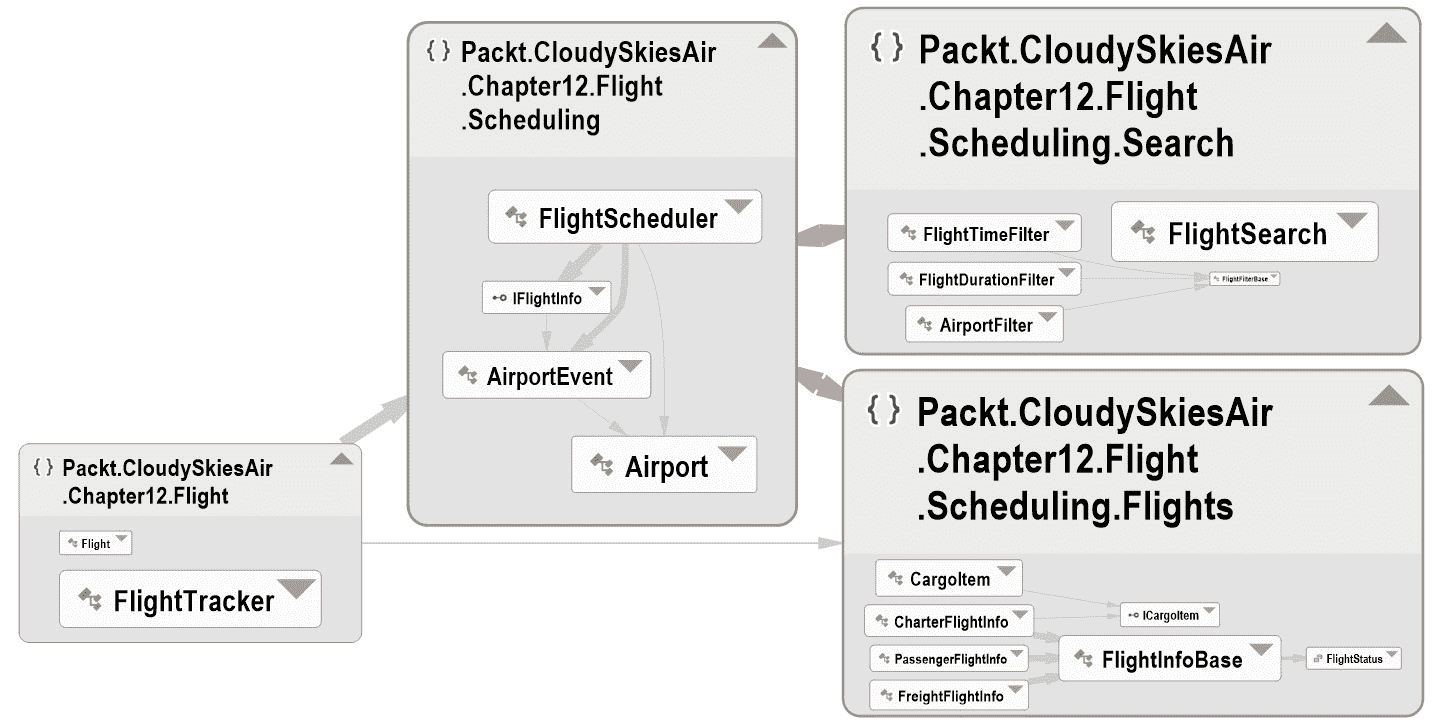 { } Packt.CloudySkiesAir
.Chapter12.Flight
.Scheduling
FlightScheduler
IFlightInfo
AirportEvent
Airport
{ } Packt.CloudySkiesAir
.Chapter12.Flight
.Scheduling.Search
FlightTimeFilter
FlightSearch
FlightDurationFilter
FlightFilterBase
AirportFilter
{ } Packt.CloudySkiesAir
.Chapter12.Flight
Flight
FlightTracker
{ } Packt.CloudySkiesAir
.Chapter12.Flight
.Scheduling.Flights
CargoItem
ICargoItem
CharterFlightInfo
PassengerFlightInfo
FlightInfoBase
FlightStatus
FreightFlightInfo